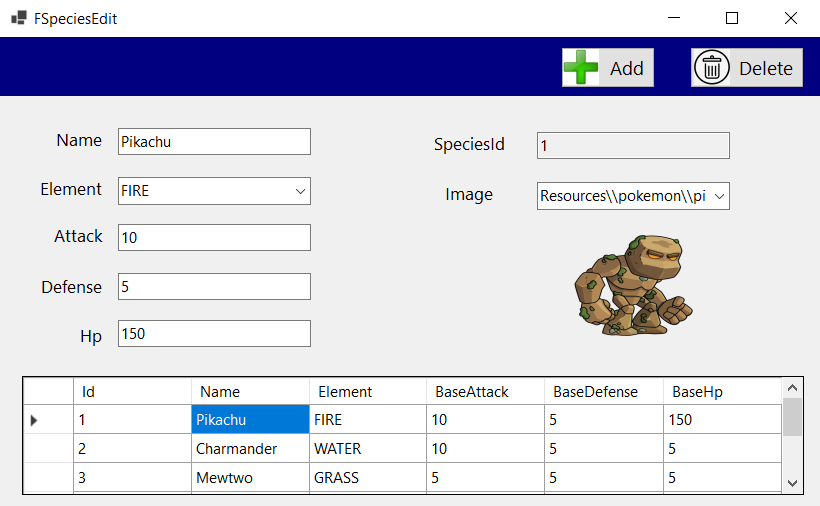 FSpeciesEdit
Add Delete
Name Pikachu SpeciesId 1
Element FIRE Image Resources\\pokemon\\pi
Attack 10
Defense 5
Hp 150
Id Name Element BaseAttack BaseDefense BaseHp
1 Pikachu FIRE 10 5 150
2 Charmander WATER 10 5 5
3 Mewtwo GRASS 5 5 5